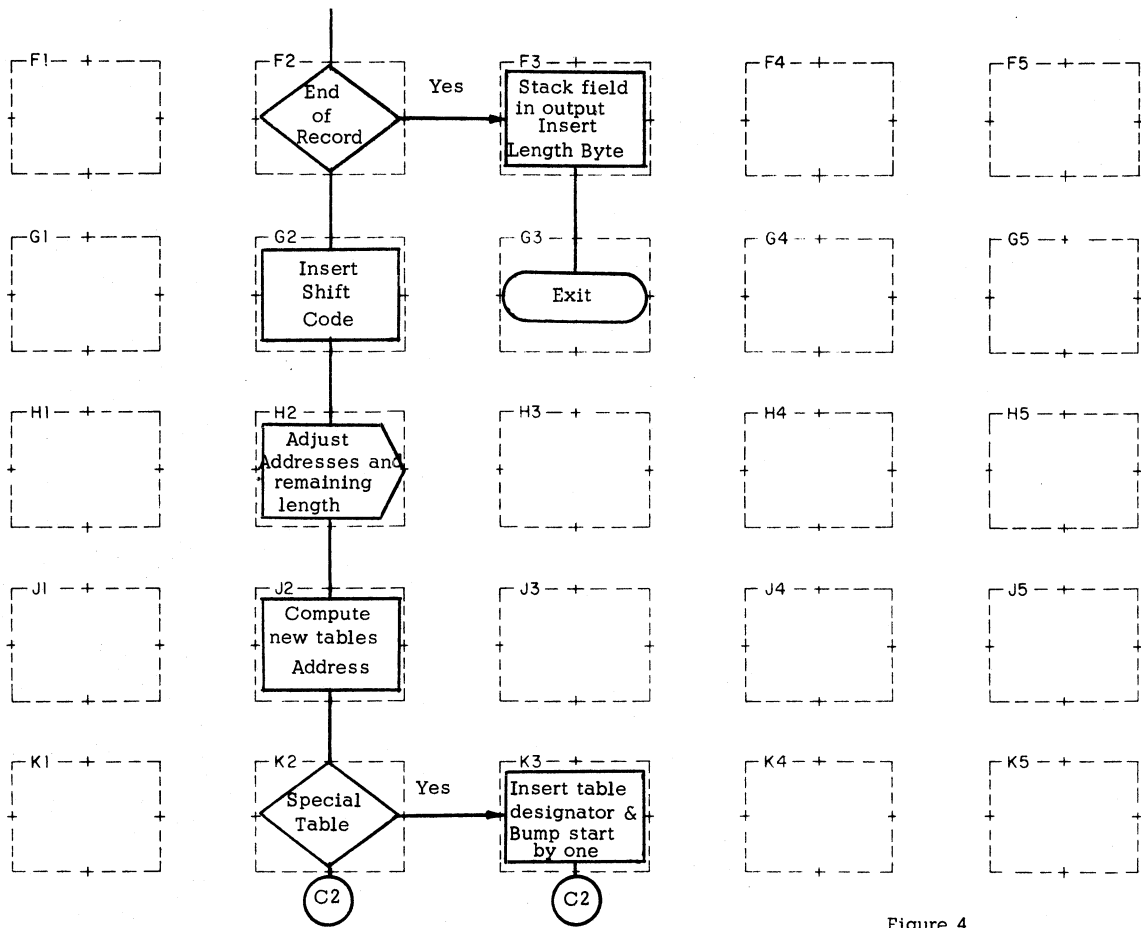 F1
F2
F3
F4
F5
End
of
Record
Yes
Stack field
in output
Insert
Length Byte
G1
G2
G3
G4
G5
Insert
Shift
Code
Exit
H1
H2
H3
H4
H5
Adjust
Addresses and
remaining
length
J1
J2
J3
J4
J5
Compute
new tables
Address
K1
K2
K3
K4
K5
Special
Table
Yes
Insert table
designator &
Bump start
by one
C2
C2
Figure 4